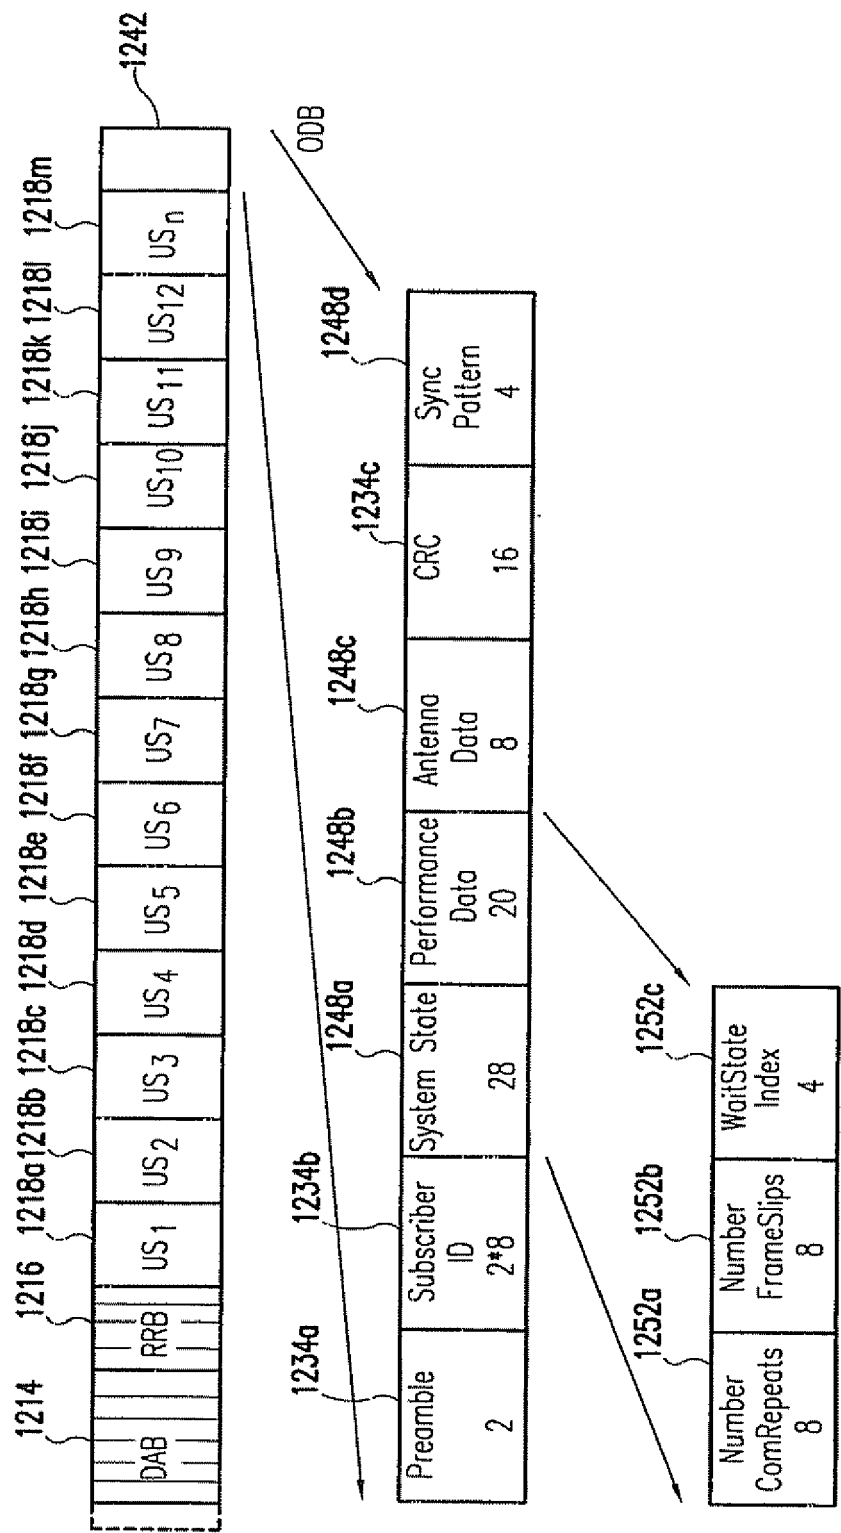 1214 1216 1218a 1218b 1218c 1218d 1218e 1218f 1218g 1218h 1218i 1218j 1218k 1218l 1218m 1242
DAB RRB US1 US2 US3 US4 US5 US6 US7 US8 US9 US10 US11 US12 USn
ODB
1234a 1234b 1248a 1248b 1248c 1234c 1248d
Preamble
2
Subscriber
ID
2*8
System State
28
Performance
Data
20
Antenna
Data
8
CRC
16
Sync
Pattern
4
1252a 1252b 1252c
Number
ComRepeats
8
Number
FrameSlips
8
WaitState
Index
4